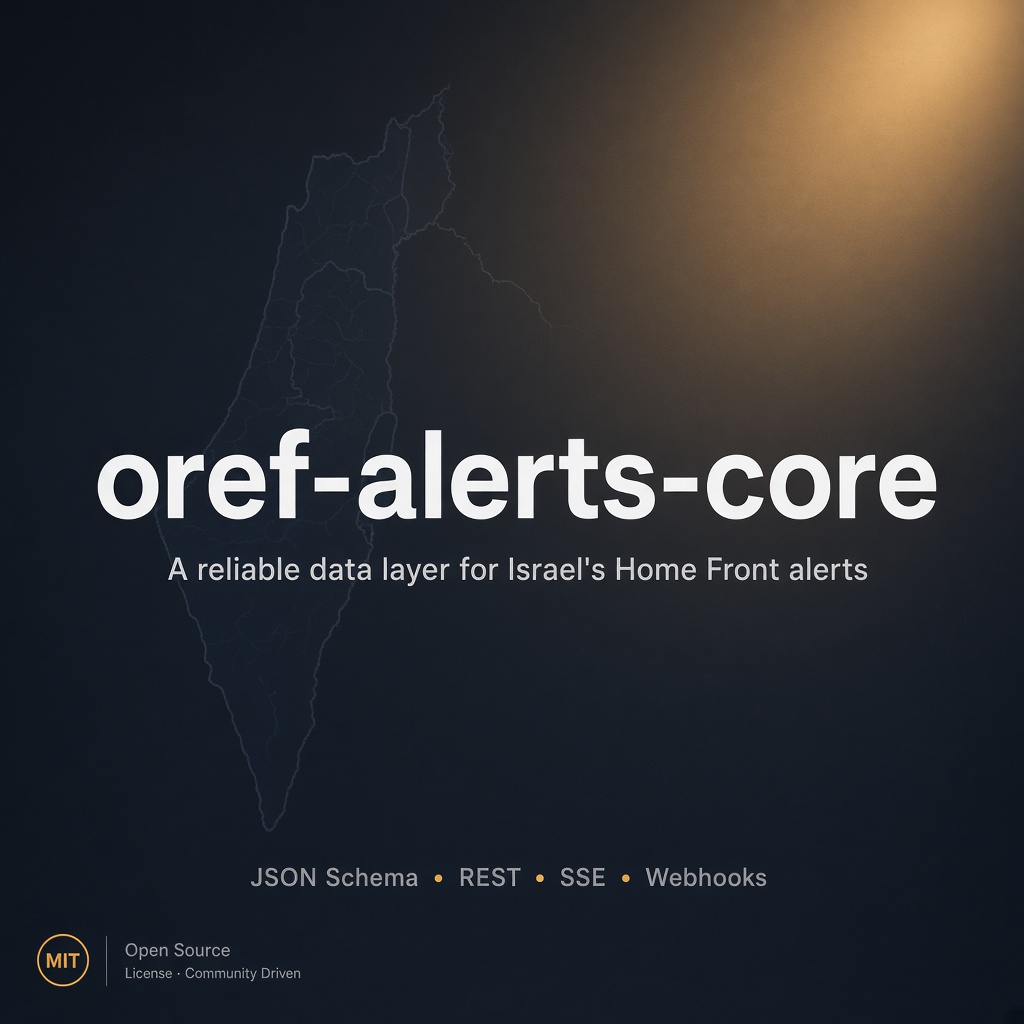 oref-alerts-core
A reliable data layer for Israel's Home Front alerts
JSON Schema • REST • SSE • Webhooks
MIT
Open Source
License · Community Driven